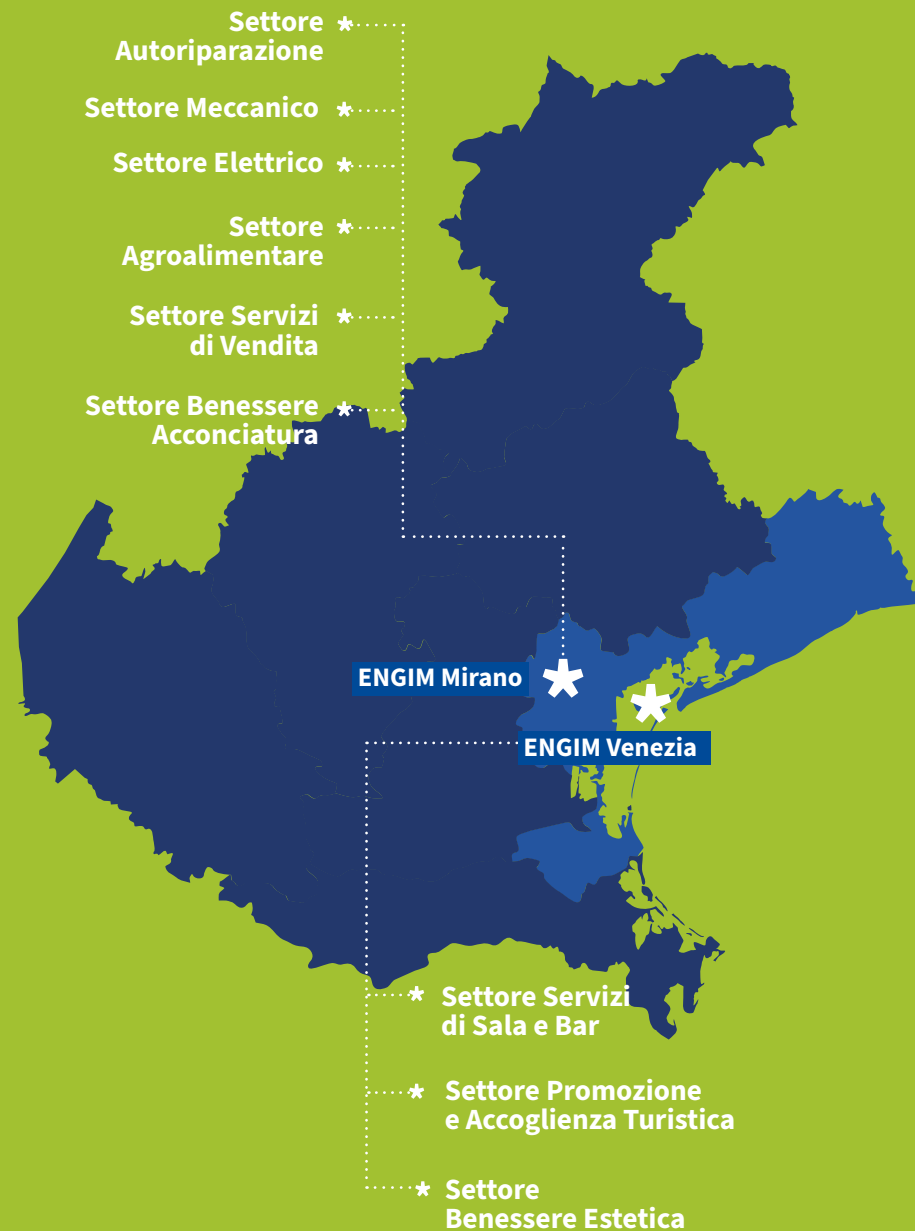 Settore
Autoriparazione
Settore Meccanico
Settore Elettrico
Settore
Agroalimentare
Settore Servizi
di Vendita
Settore Benessere
Acconciatura
ENGIM Mirano
ENGIM Venezia
Settore Servizi
di Sala e Bar
Settore Promozione
e Accoglienza Turistica
Settore
Benessere Estetica